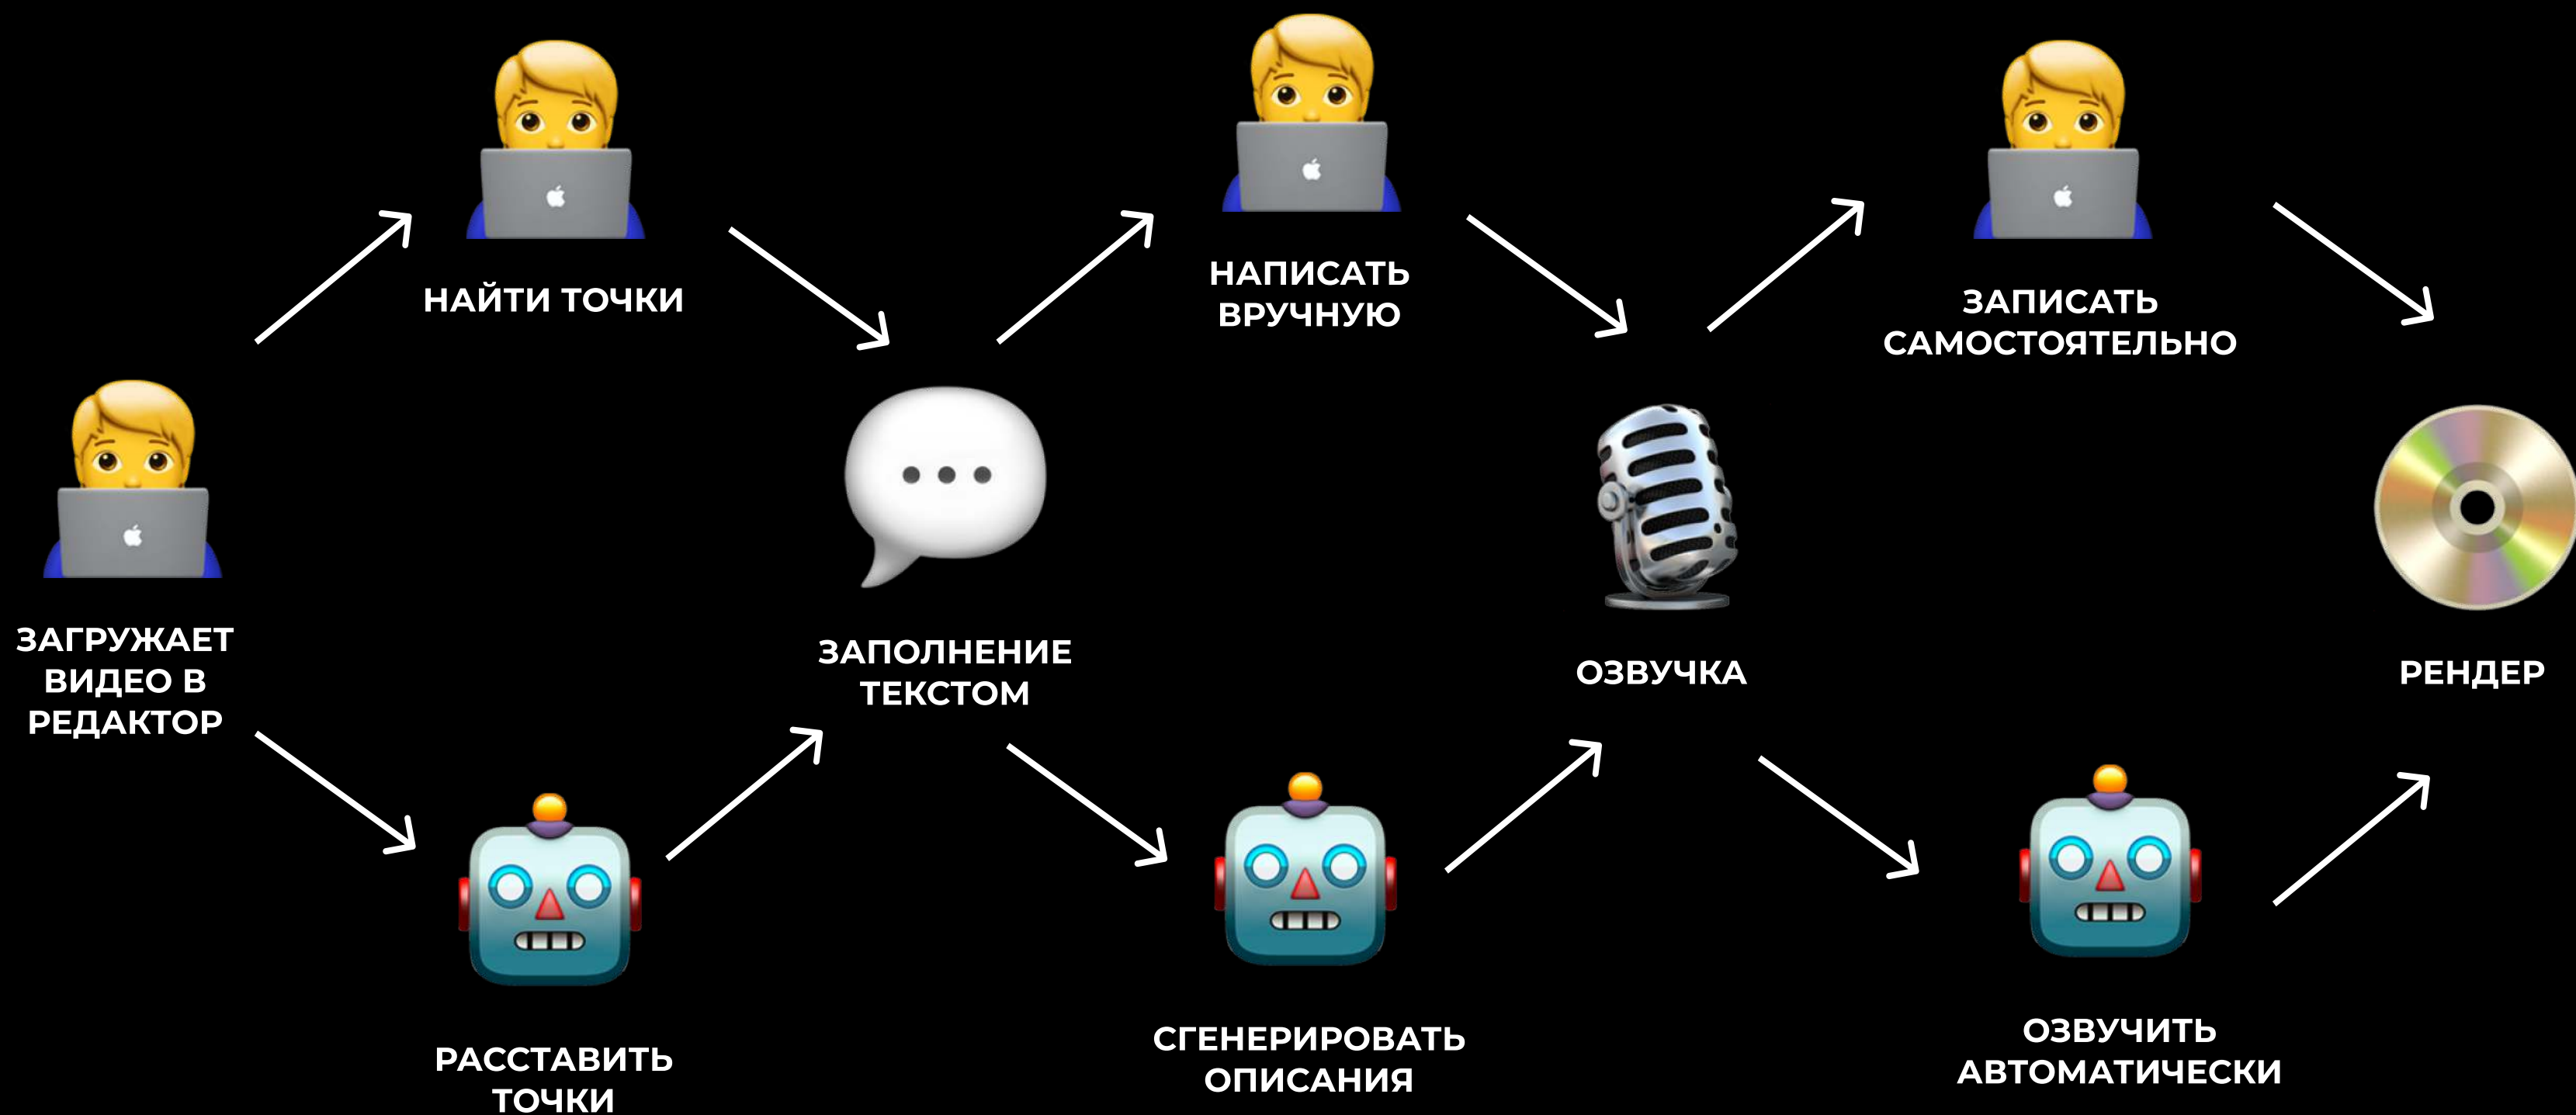 НАЙТИ ТОЧКИ
НАПИСАТЬ
ВРУЧНУЮ
ЗАПИСАТЬ
САМОСТОЯТЕЛЬНО
ЗАГРУЖАЕТ
ВИДЕО В
РЕДАКТОР
ЗАПОЛНЕНИЕ
ТЕКСТОМ
ОЗВУЧКА
РЕНДЕР
РАССТАВИТЬ
ТОЧКИ
СГЕНЕРИРОВАТЬ
ОПИСАНИЯ
ОЗВУЧИТЬ
АВТОМАТИЧЕСКИ